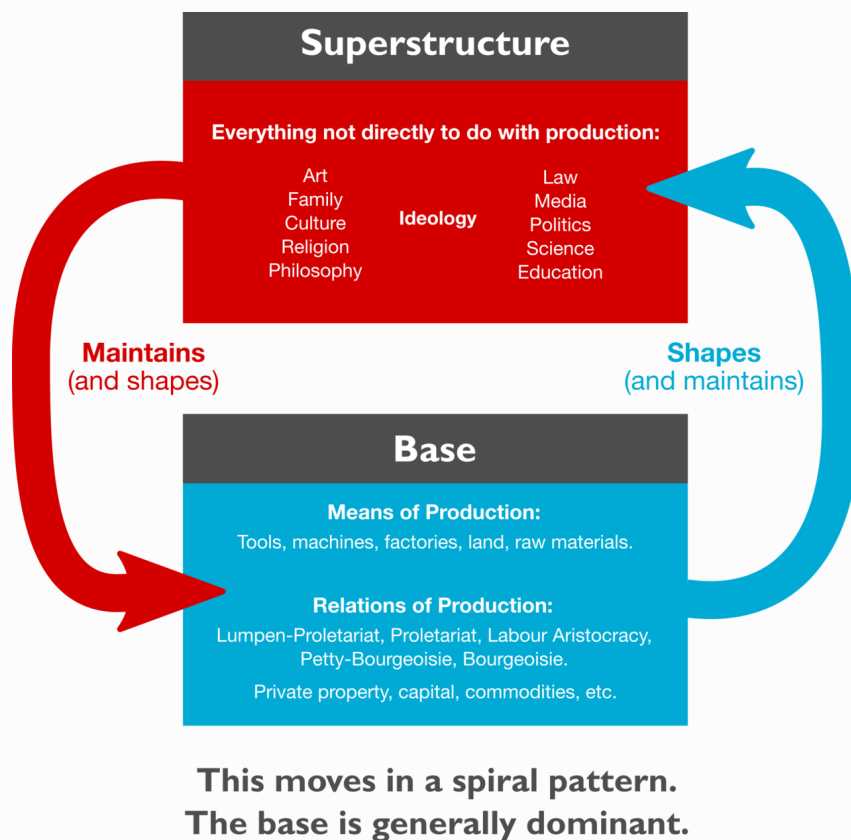 Superstructure
Everything not directly to do with production:
Art
Family
Culture
Religion
Philosophy
Ideology
Law
Media
Politics
Science
Education
Maintains
(and shapes)
Shapes
(and maintains)
Base
Means of Production:
Tools, machines, factories, land, raw materials.
Relations of Production:
Lumpen-Proletariat, Proletariat, Labour Aristocracy,
Petty-Bourgeoisie, Bourgeoisie.
Private property, capital, commodities, etc.
This moves in a spiral pattern.
The base is generally dominant.